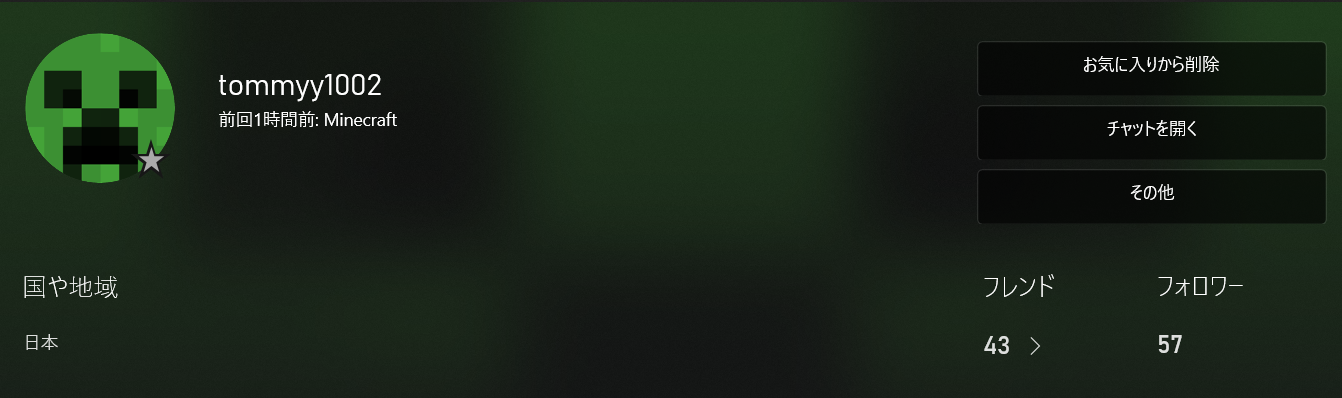 tommyy1002
前回1時間前: Minecraft
お気に入りから削除
チャットを開く
その他
国や地域
日本
フレンド
フォロワー
43
57